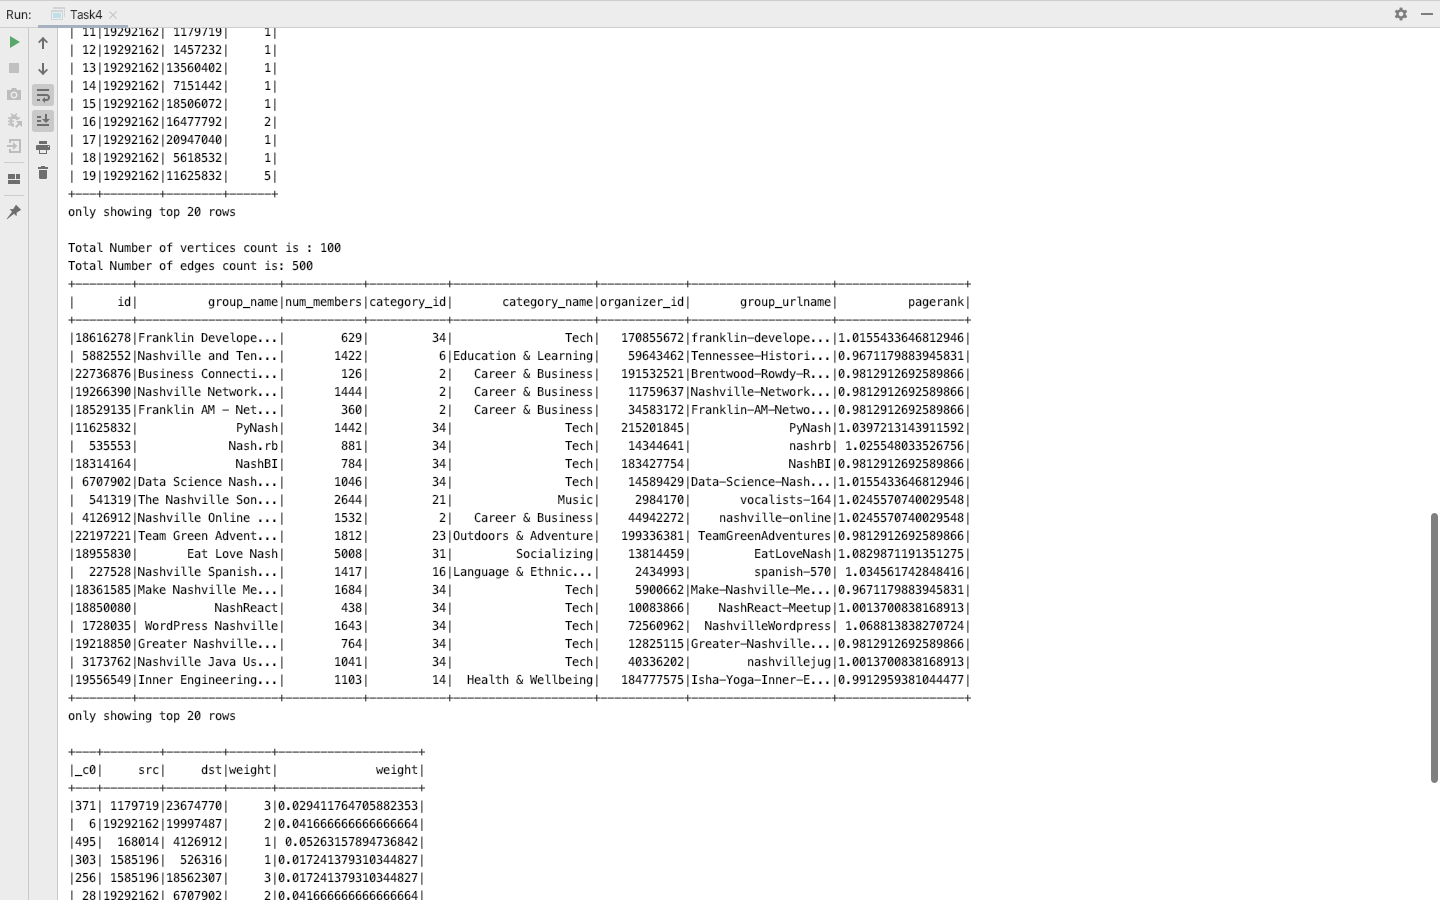 Run: Task4
| 11|19292162| 1179719|     1|
| 12|19292162| 1457232|     1|
| 13|19292162|13560402|     1|
| 14|19292162| 7151442|     1|
| 15|19292162|18506072|     1|
| 16|19292162|16477792|     2|
| 17|19292162|20947040|     1|
| 18|19292162| 5618532|     1|
| 19|19292162|11625832|     5|
+---+--------+--------+------+
only showing top 20 rows
Total Number of vertices count is : 100
Total Number of edges count is: 500
+--------+--------------------+-----------+-----------+--------------------+------------+--------------------+------------------+
|      id|          group_name|num_members|category_id|       category_name|organizer_id|       group_urlname|          pagerank|
+--------+--------------------+-----------+-----------+--------------------+------------+--------------------+------------------+
|18616278|Franklin Develope...|        629|         34|                Tech|   170855672|franklin-develope...|1.0155433646812946|
| 5882552|Nashville and Ten...|       1422|          6|Education & Learning|    59643462|Tennessee-Histori...|0.9671179883945831|
|22736876|Business Connecti...|        126|          2|   Career & Business|   191532521|Brentwood-Rowdy-R...|0.9812912692589866|
|19266390|Nashville Network...|       1444|          2|   Career & Business|    11759637|Nashville-Network...|0.9812912692589866|
|18529135|Franklin AM - Net...|        360|          2|   Career & Business|    34583172|Franklin-AM-Netwo...|0.9812912692589866|
|11625832|              PyNash|       1442|         34|                Tech|   215201845|              PyNash|1.0397213143911592|
|  535553|             Nash.rb|        881|         34|                Tech|    14344641|              nashrb| 1.025548033526756|
|18314164|              NashBI|        784|         34|                Tech|   183427754|              NashBI|0.9812912692589866|
| 6707902|Data Science Nash...|       1046|         34|                Tech|    14589429|Data-Science-Nash...|1.0155433646812946|
|  541319|The Nashville Son...|       2644|         21|               Music|     2984170|       vocalists-164|1.0245570740029548|
| 4126912|Nashville Online ...|       1532|          2|   Career & Business|    44942272|    nashville-online|1.0245570740029548|
|22197221|Team Green Advent...|       1812|         23|Outdoors & Adventure|   199336381| TeamGreenAdventures|0.9812912692589866|
|18955830|       Eat Love Nash|       5008|         31|         Socializing|    13814459|         EatLoveNash|1.0829871191351275|
|  227528|Nashville Spanish...|       1417|         16|Language & Ethnic...|     2434993|         spanish-570| 1.034561742848416|
|18361585|Make Nashville Me...|       1684|         34|                Tech|     5900662|Make-Nashville-Me...|0.9671179883945831|
|18850080|           NashReact|        438|         34|                Tech|    10083866|    NashReact-Meetup|1.0013700838168913|
| 1728035| WordPress Nashville|       1643|         34|                Tech|    72560962|  NashvilleWordpress| 1.068813838270724|
|19218850|Greater Nashville...|        764|         34|                Tech|    12825115|Greater-Nashville...|0.9812912692589866|
| 3173762|Nashville Java Us...|       1041|         34|                Tech|    40336202|        nashvillejug|1.0013700838168913|
|19556549|Inner Engineering...|       1103|         14|  Health & Wellbeing|   184777575|Isha-Yoga-Inner-E...|0.9912959381044477|
+--------+--------------------+-----------+-----------+--------------------+------------+--------------------+------------------+
only showing top 20 rows
+---+--------+--------+------+--------------------+
|_c0|     src|     dst|weight|              weight|
+---+--------+--------+------+--------------------+
|371| 1179719|23674770|     3|0.029411764705882353|
|  6|19292162|19997487|     2|0.041666666666666664|
|495|  168014| 4126912|     1| 0.05263157894736842|
|303| 1585196|  526316|     1|0.017241379310344827|
|256| 1585196|18562307|     3|0.017241379310344827|
| 28|19292162| 6707902|     2|0.041666666666666664|